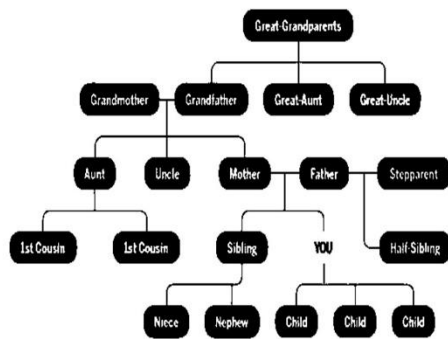 Great-Grandparents
Grandmother Grandfather Great-Aunt Great-Uncle
Aunt Uncle Mother Father Stepparent
1st Cousin 1st Cousin Sibling YOU Half-Sibling
Niece Nephew Child Child Child